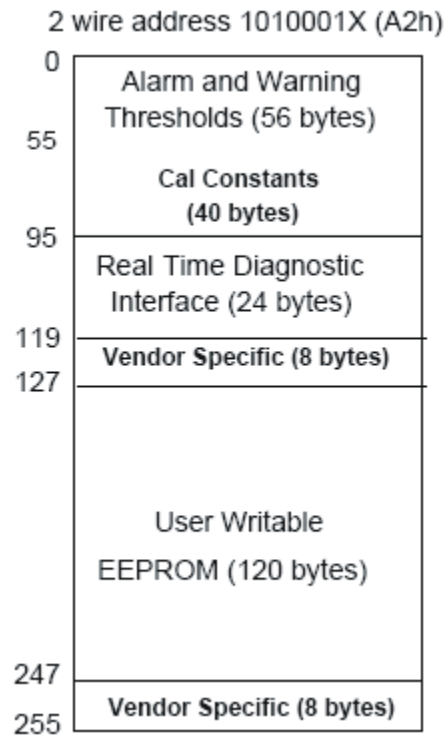 2 wire address 1010001X (A2h)
0
Alarm and Warning
Thresholds (56 bytes)
55
Cal Constants
(40 bytes)
95
Real Time Diagnostic
Interface (24 bytes)
119
Vendor Specific (8 bytes)
127
User Writable
EEPROM (120 bytes)
247
Vendor Specific (8 bytes)
255